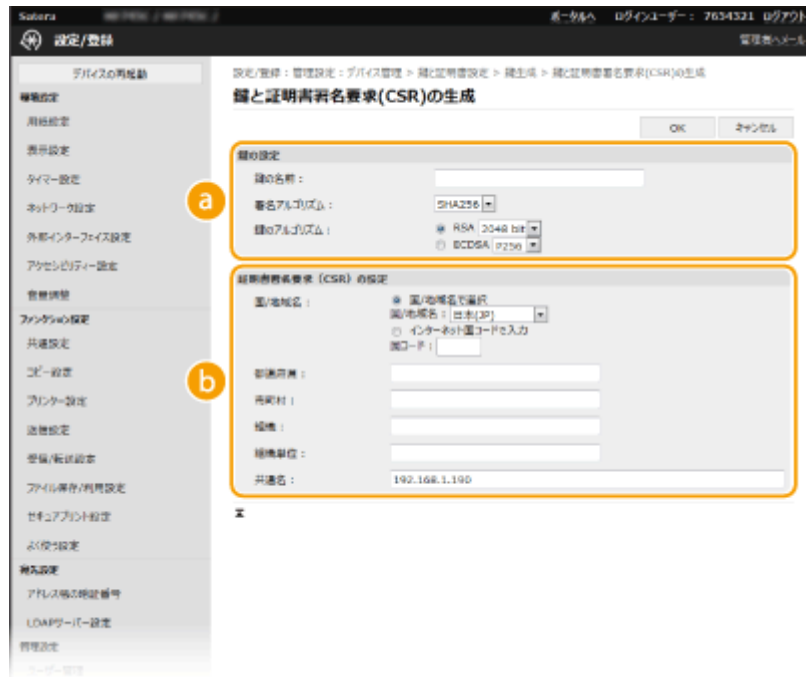 Satera
ポータルへ ログインユーザー: 7654321 ログアウト
設定/登録
管理者へメール
デバイスの再起動
環境設定
用紙設定
表示設定
タイマー設定
ネットワーク設定
外部インターフェイス設定
アクセシビリティー設定
音量調整
ファンクション設定
共通設定
コピー設定
プリンター設定
送信設定
受信/転送設定
ファイル保存/利用設定
セキュアプリント設定
よく使う設定
宛先設定
アドレス帳の暗証番号
LDAPサーバー設定
管理設定
ユーザー管理
設定/登録 : 管理設定 : デバイス管理 > 鍵と証明書設定 > 鍵生成 > 鍵と証明書署名要求(CSR)の生成
鍵と証明書署名要求(CSR)の生成
OK キャンセル
a
鍵の設定
鍵の名前 :
署名アルゴリズム : SHA256
鍵のアルゴリズム : RSA 2048 bit
ECDSA P256
b
証明書署名要求 (CSR) の設定
国/地域名 : 国/地域名で選択
国/地域名 : 日本(JP)
インターネット国コードで入力
国コード :
都道府県 :
市町村 :
組織 :
組織単位 :
共通名 : 192.168.1.190